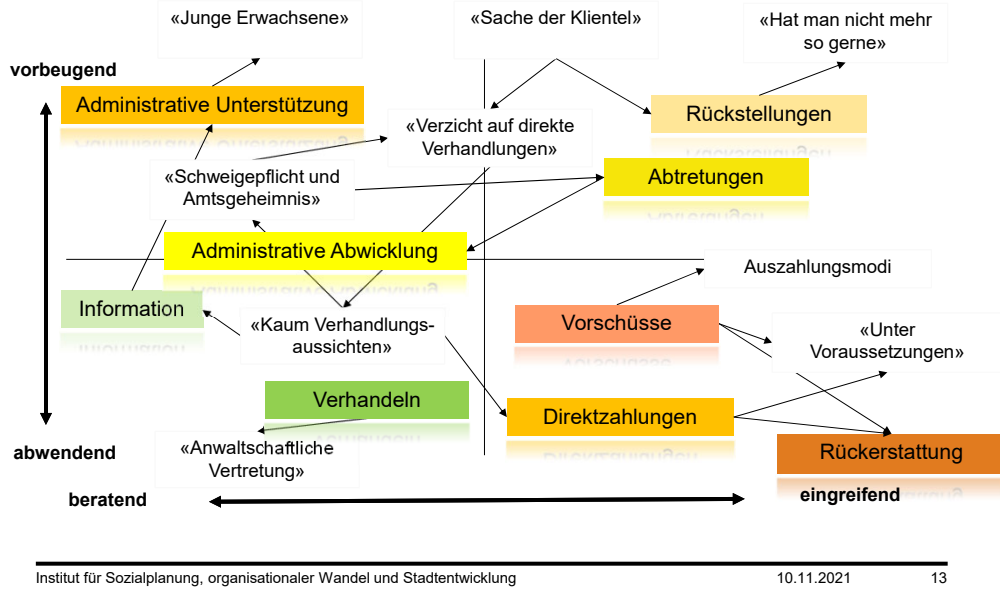 «Junge Erwachsene»
«Sache der Klientel»
«Hat man nicht mehr
so gerne»
vorbeugend
Administrative Unterstützung
Rückstellungen
«Verzicht auf direkte
Verhandlungen»
«Schweigepflicht und
Amtsgeheimnis»
Abtretungen
Administrative Abwicklung
Auszahlungsmodi
Information
«Kaum Verhandlungs-
aussichten»
Vorschüsse
«Unter
Voraussetzungen»
Verhandeln
Direktzahlungen
abwendend
«Anwaltschaftliche
Vertretung»
Rückerstattung
beratend
eingreifend
Institut für Sozialplanung, organisationaler Wandel und Stadtentwicklung
10.11.2021
13